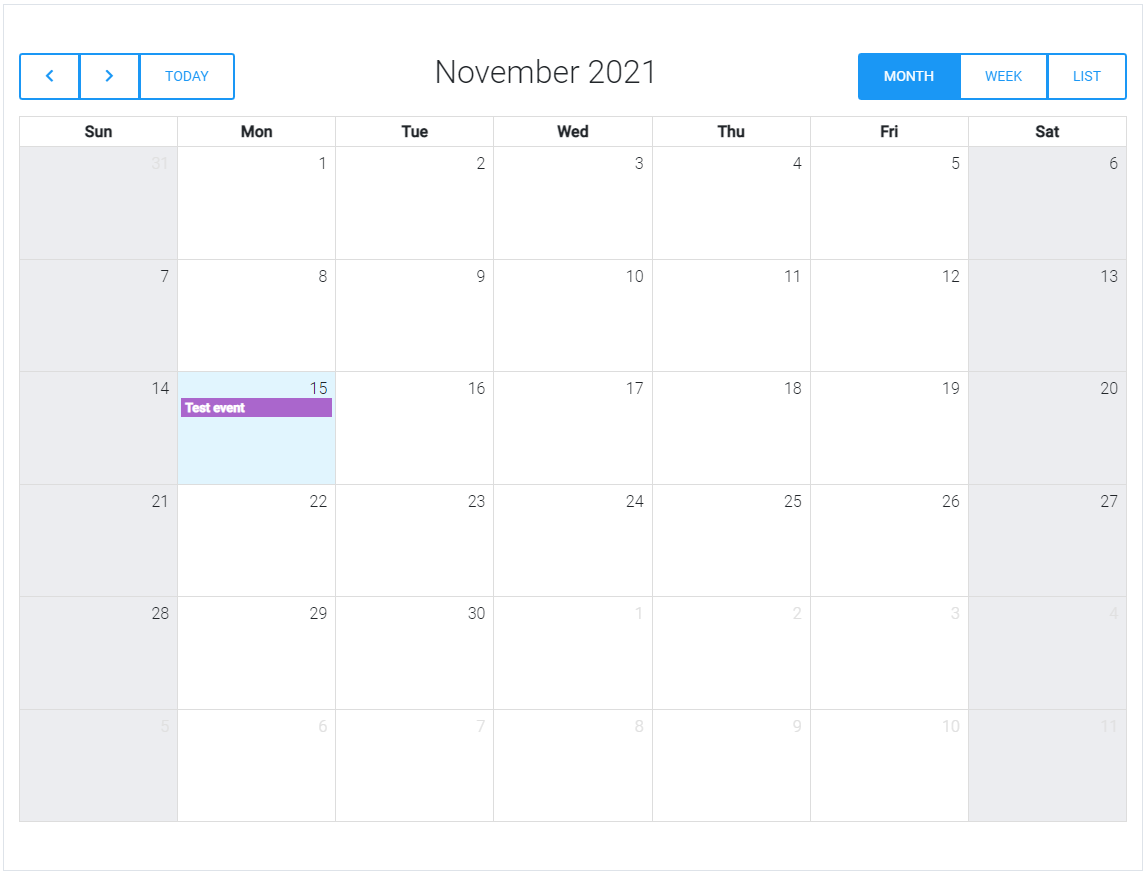 TODAY November 2021 MONTH WEEK LIST
Sun Mon Tue Wed Thu Fri Sat
31 1 2 3 4 5 6
7 8 9 10 11 12 13
14 15 16 17 18 19 20
Test event
21 22 23 24 25 26 27
28 29 30 1 2 3 4
5 6 7 8 9 10 11